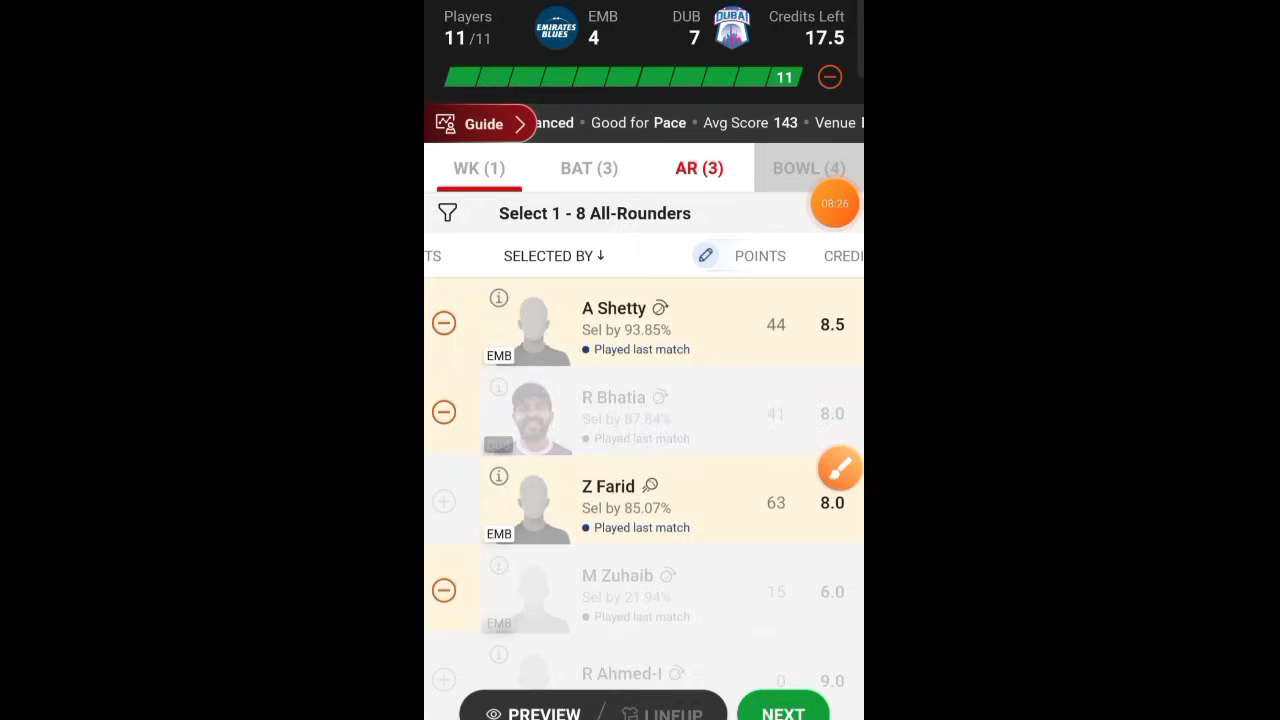 Players EMB DUB Credits Left
11 /11 EMIRATES BLUES 4 7 DUBAI 17.5
11
Guide anced • Good for Pace • Avg Score 143 • Venue
WK (1) BAT (3) AR (3) BOWL (4)
08:26
Select 1 - 8 All-Rounders
TS SELECTED BY ↓ POINTS CREDI
A Shetty
Sel by 93.85% 44 8.5
EMB • Played last match
R Bhatia
Sel by 87.84% 41 8.0
DUB • Played last match
Z Farid
Sel by 85.07% 63 8.0
EMB • Played last match
M Zuhaib
Sel by 21.94% 15 6.0
EMB • Played last match
R Ahmed-I 0 9.0
PREVIEW / LINEUP NEXT